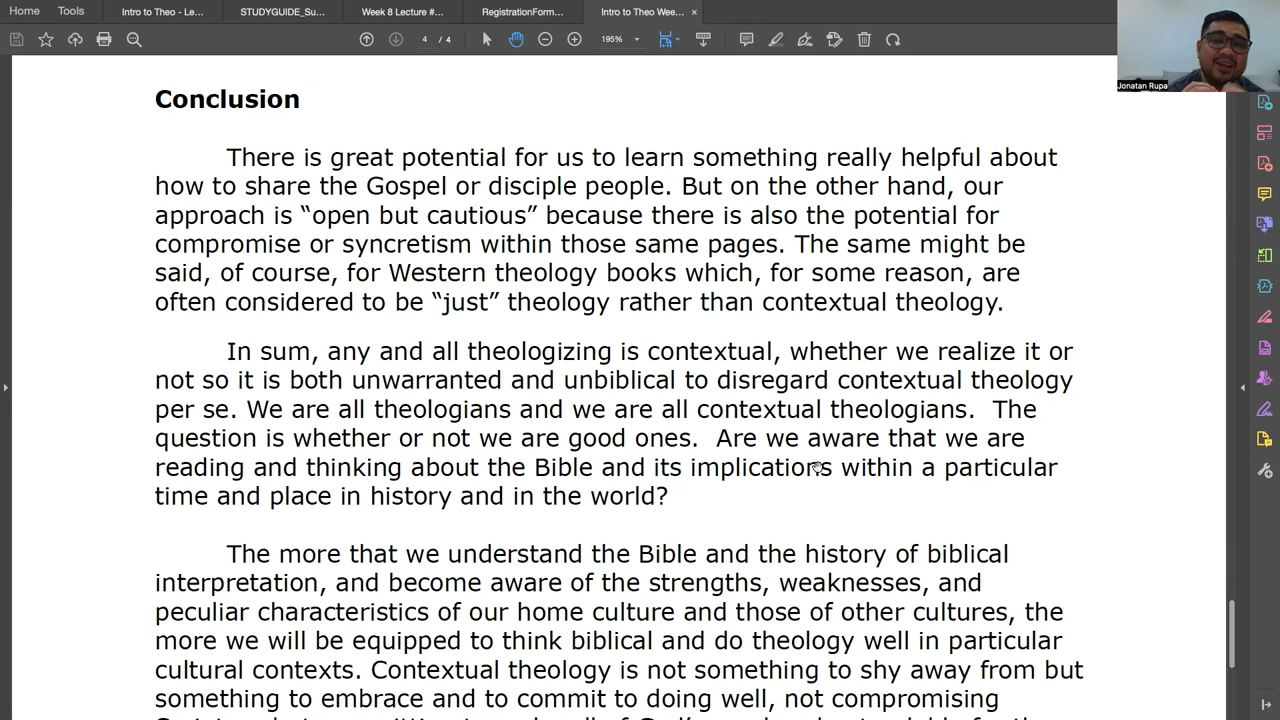 Home
Tools
Intro to Theo - Le...
STUDYGUIDE_Su...
Week 8 Lecture #...
RegistrationForm...
Intro to Theo Wee...
4 / 4
195%
Jonatan Rupa
Conclusion
There is great potential for us to learn something really helpful about
how to share the Gospel or disciple people. But on the other hand, our
approach is “open but cautious” because there is also the potential for
compromise or syncretism within those same pages. The same might be
said, of course, for Western theology books which, for some reason, are
often considered to be “just” theology rather than contextual theology.
In sum, any and all theologizing is contextual, whether we realize it or
not so it is both unwarranted and unbiblical to disregard contextual theology
per se. We are all theologians and we are all contextual theologians. The
question is whether or not we are good ones. Are we aware that we are
reading and thinking about the Bible and its implications within a particular
time and place in history and in the world?
The more that we understand the Bible and the history of biblical
interpretation, and become aware of the strengths, weaknesses, and
peculiar characteristics of our home culture and those of other cultures, the
more we will be equipped to think biblical and do theology well in particular
cultural contexts. Contextual theology is not something to shy away from but
something to embrace and to commit to doing well, not compromising